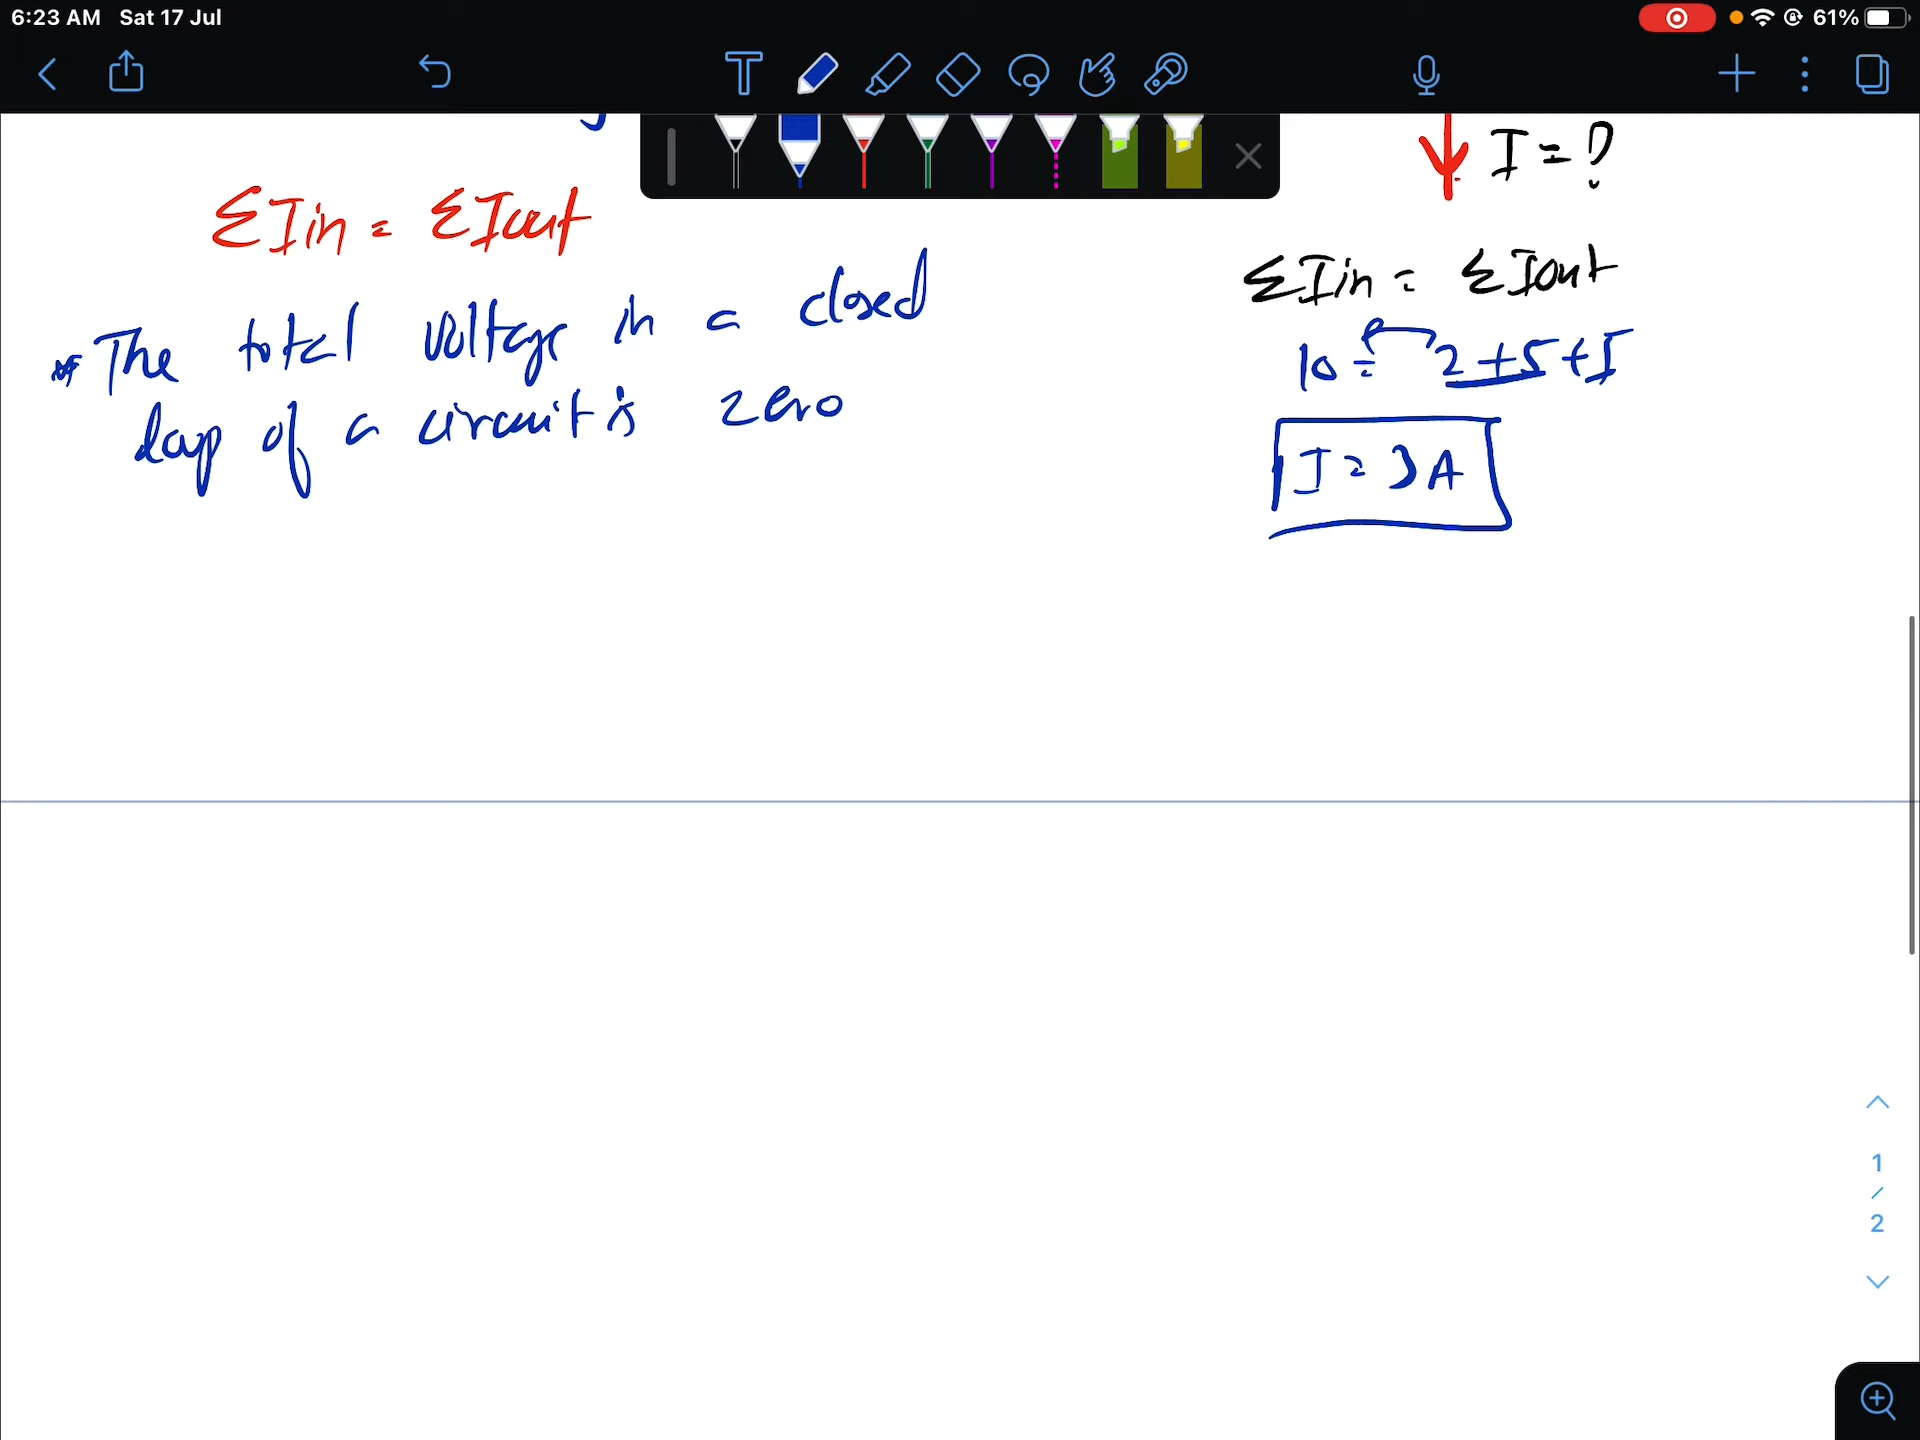 6:23 AM Sat 17 Jul
61%
I = ?
ΣIin = ΣIout
* The total voltage in a closed
loop of a circuit is zero
ΣIin = ΣIout
10 = 2 + 5 + I
I = 3A
1
/
2